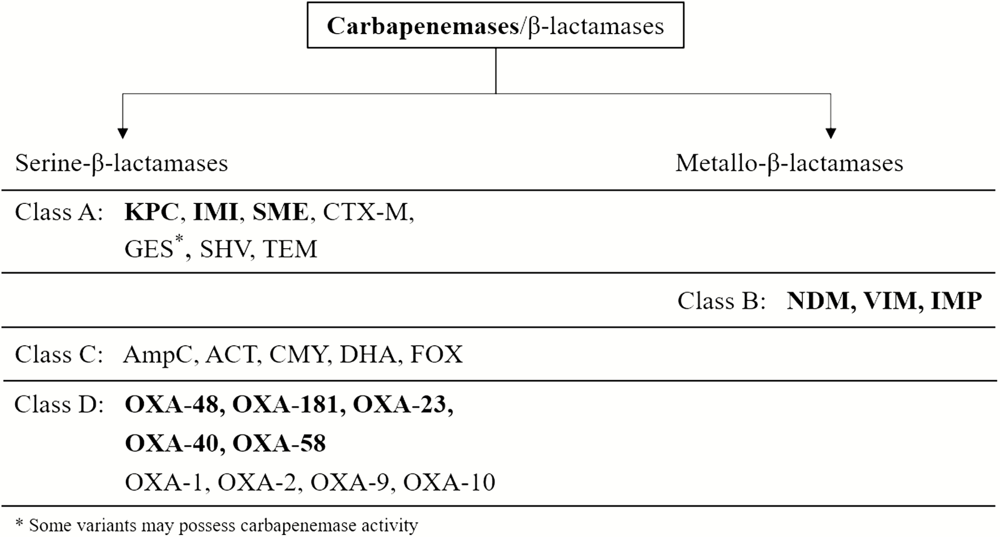 Carbapenemases/β-lactamases
Serine-β-lactamases
Metallo-β-lactamases
Class A: KPC, IMI, SME, CTX-M,
GES*, SHV, TEM
Class B: NDM, VIM, IMP
Class C: AmpC, ACT, CMY, DHA, FOX
Class D: OXA-48, OXA-181, OXA-23,
OXA-40, OXA-58
OXA-1, OXA-2, OXA-9, OXA-10
* Some variants may possess carbapenemase activity